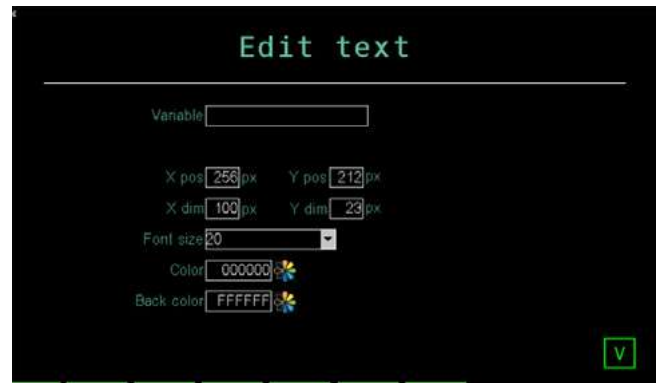 Edit text
Variable
X pos 256 px Y pos 212 px
X dim 100 px Y dim 23 px
Font size 20
Color 000000
Back color FFFFFF
V